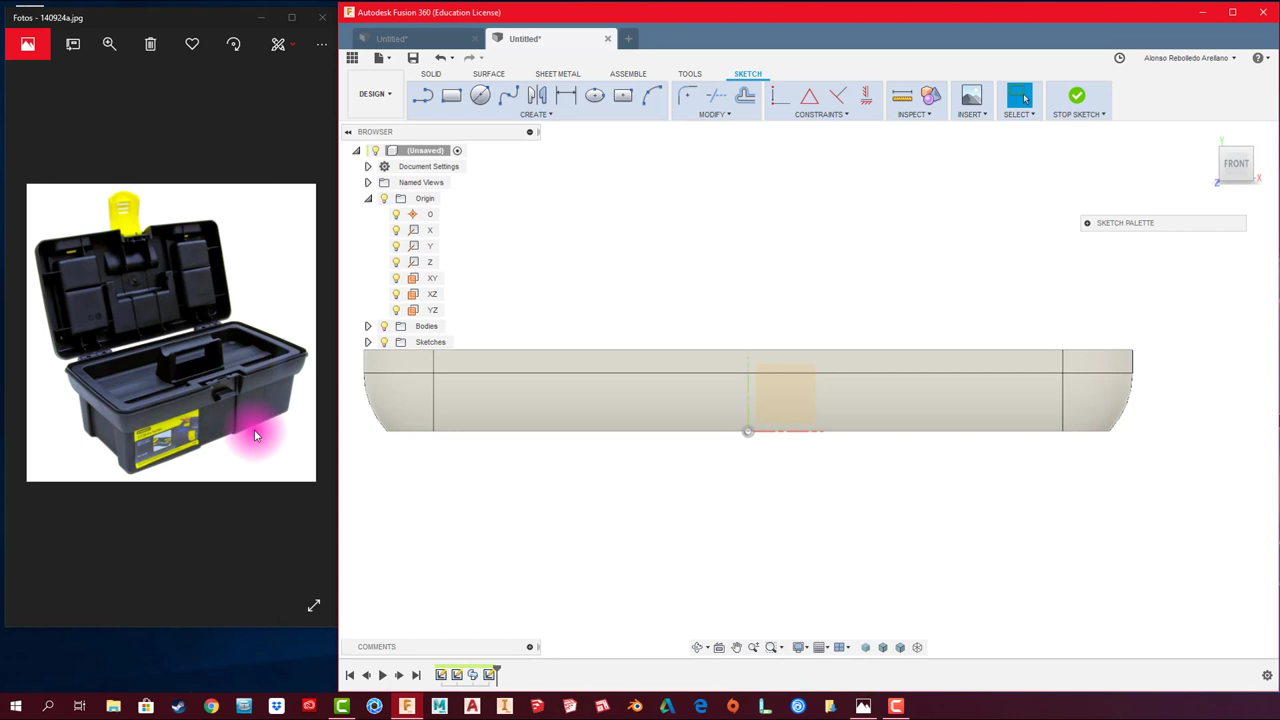 Fotos - 140924a.jpg
Autodesk Fusion 360 (Education License)
Untitled*
Untitled*
Alonso Rebolledo Arellano
DESIGN
SOLID
SURFACE
SHEET METAL
ASSEMBLE
TOOLS
SKETCH
CREATE
MODIFY
CONSTRAINTS
INSPECT
INSERT
SELECT
STOP SKETCH
BROWSER
(Unsaved)
Document Settings
Named Views
Origin
O
X
Y
Z
XY
XZ
YZ
Bodies
Sketches
Y
FRONT
Z
X
SKETCH PALETTE
COMMENTS